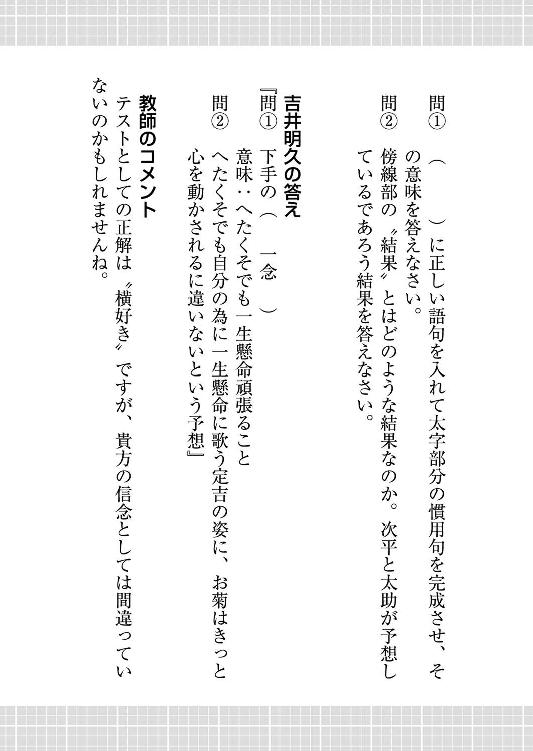 問① (　　)に正しい語句を入れて太字部分の慣用句を完成させ、そ
の意味を答えなさい。
問② 傍線部の〝結果〟とはどのような結果なのか。次平と太助が予想し
ているであろう結果を答えなさい。
吉井明久の答え
『問① 下手の(　一念　)
意味：へたくそでも一生懸命頑張ること
問② へたくそでも自分の為に一生懸命に歌う定吉の姿に、お菊はきっと
心を動かされるに違いないという予想』
教師のコメント
テストとしての正解は〝横好き〟ですが、貴方の信念としては間違ってい
ないのかもしれませんね。